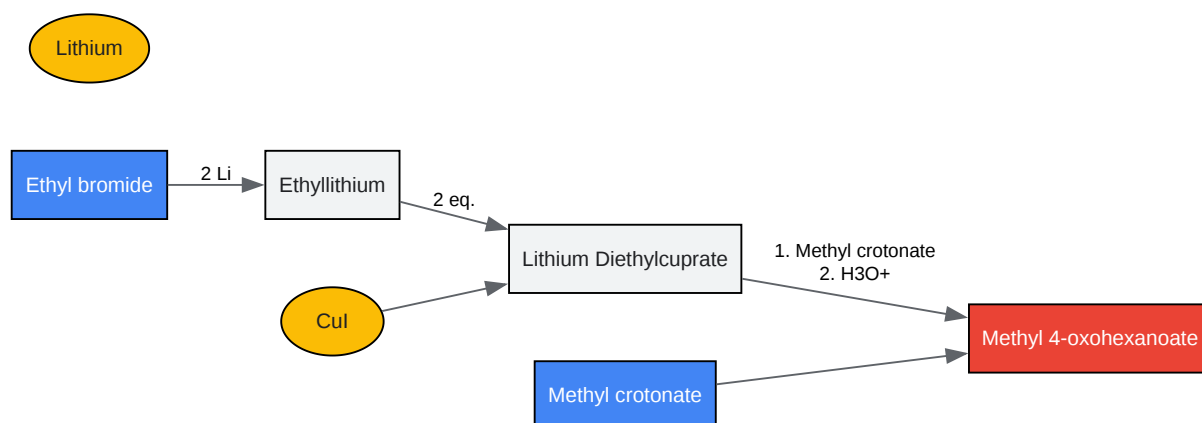 Lithium
Ethyl bromide
2 Li
Ethyllithium
2 eq.
Lithium Diethylcuprate
CuI
1. Methyl crotonate
2. H3O+
Methyl 4-oxohexanoate
Methyl crotonate